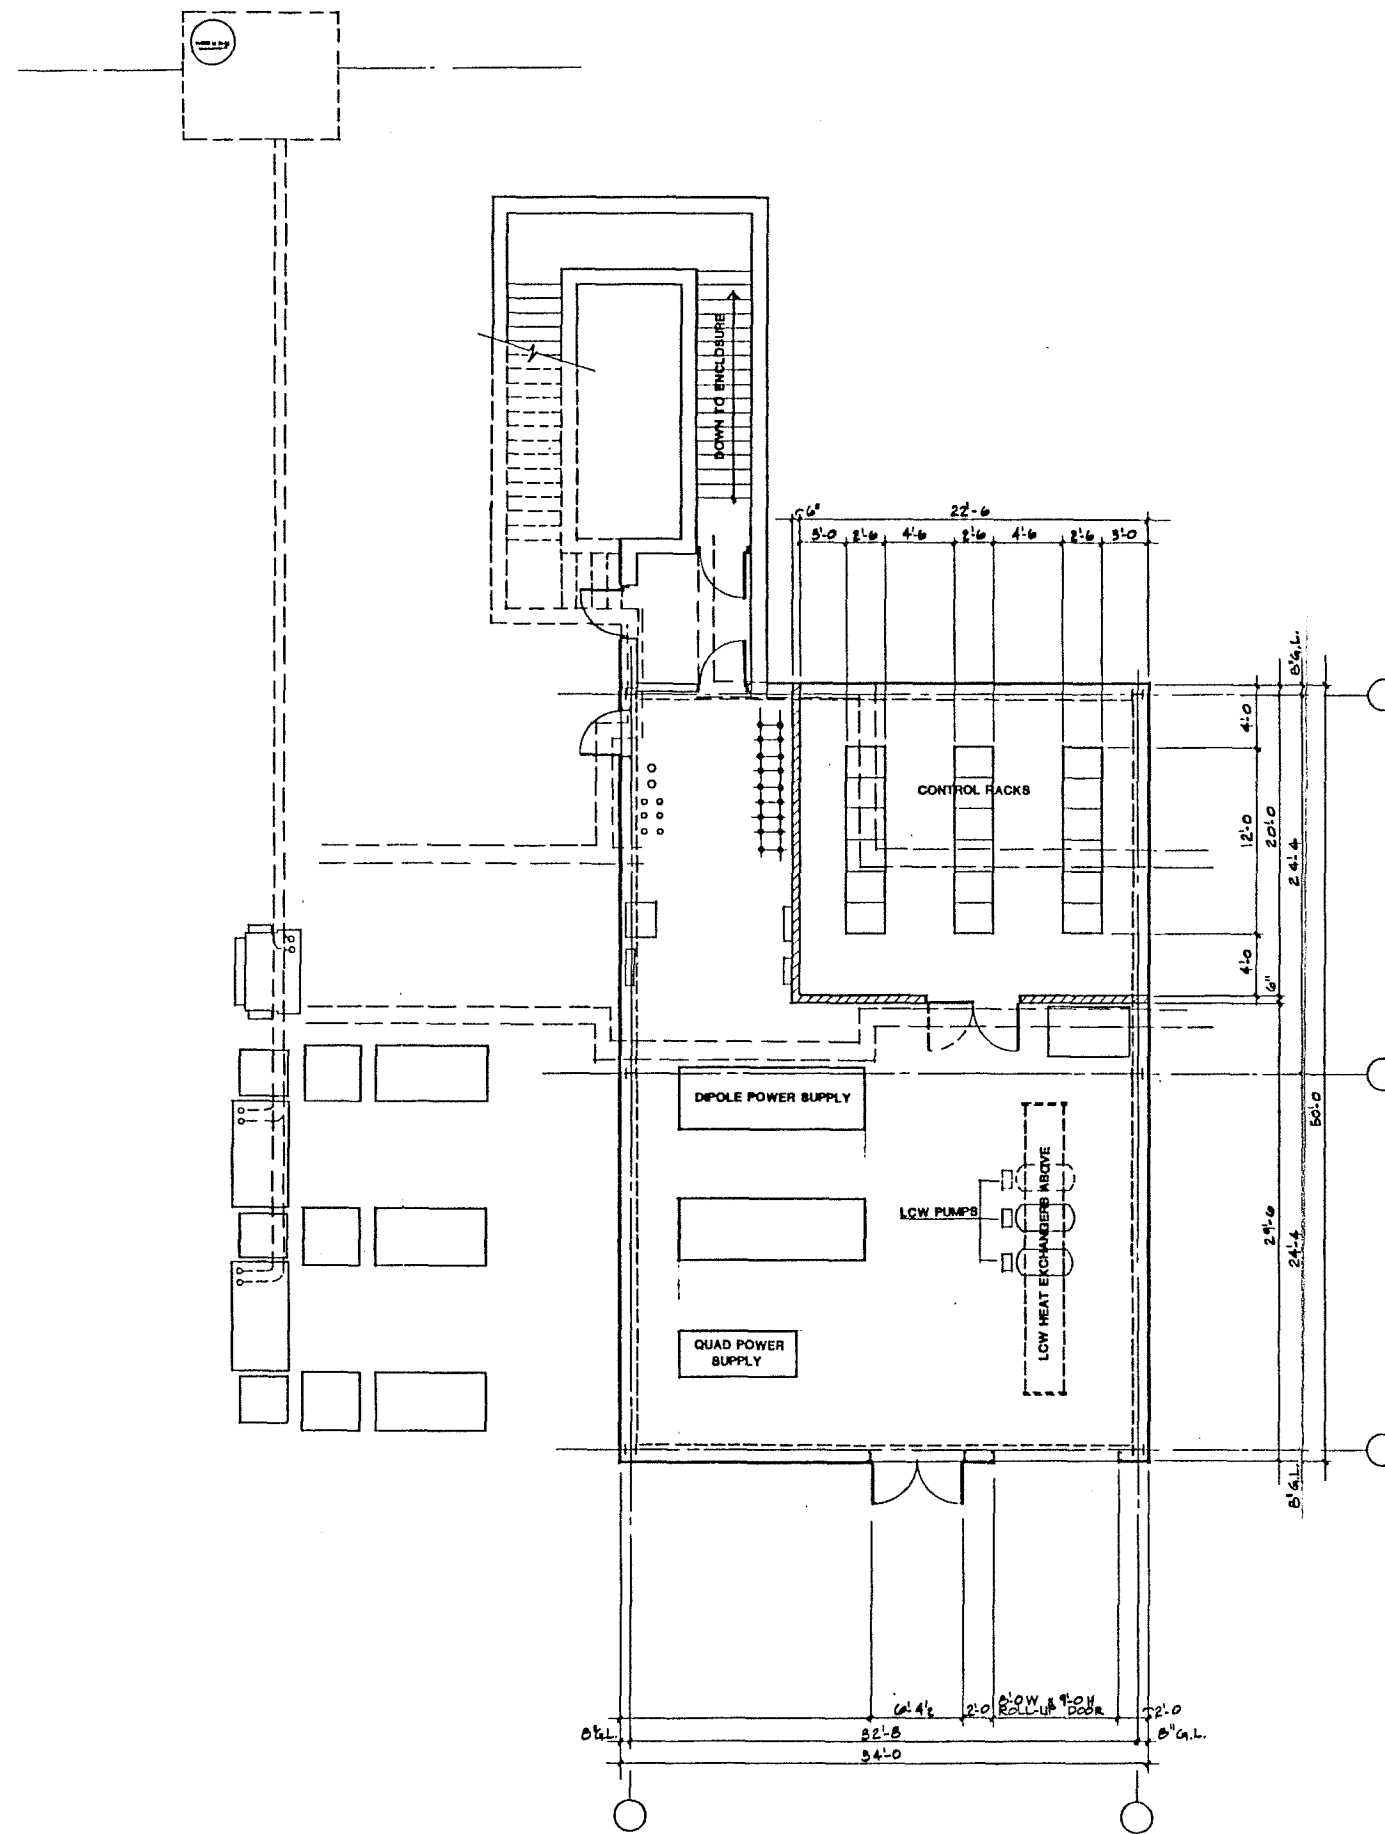 DOWN TO ENCLOSURE
6"
22'-6
3'-0
2'-6
4'-6
2'-6
4'-6
2'-6
3'-0
8" G.L.
4'-0
CONTROL RACKS
12'-0
20'-0
24'-4
4'-0
6"
50'-0
DIPOLE POWER SUPPLY
LCW PUMPS
LCW HEAT EXCHANGERS ABOVE
29'-6
24'-4
QUAD POWER
SUPPLY
8" G.L.
6'-4½
2'-0
8'-0 W x 9'-0 H
ROLL-UP DOOR
2'-0
8" G.L.
32'-8
8" G.L.
34'-0